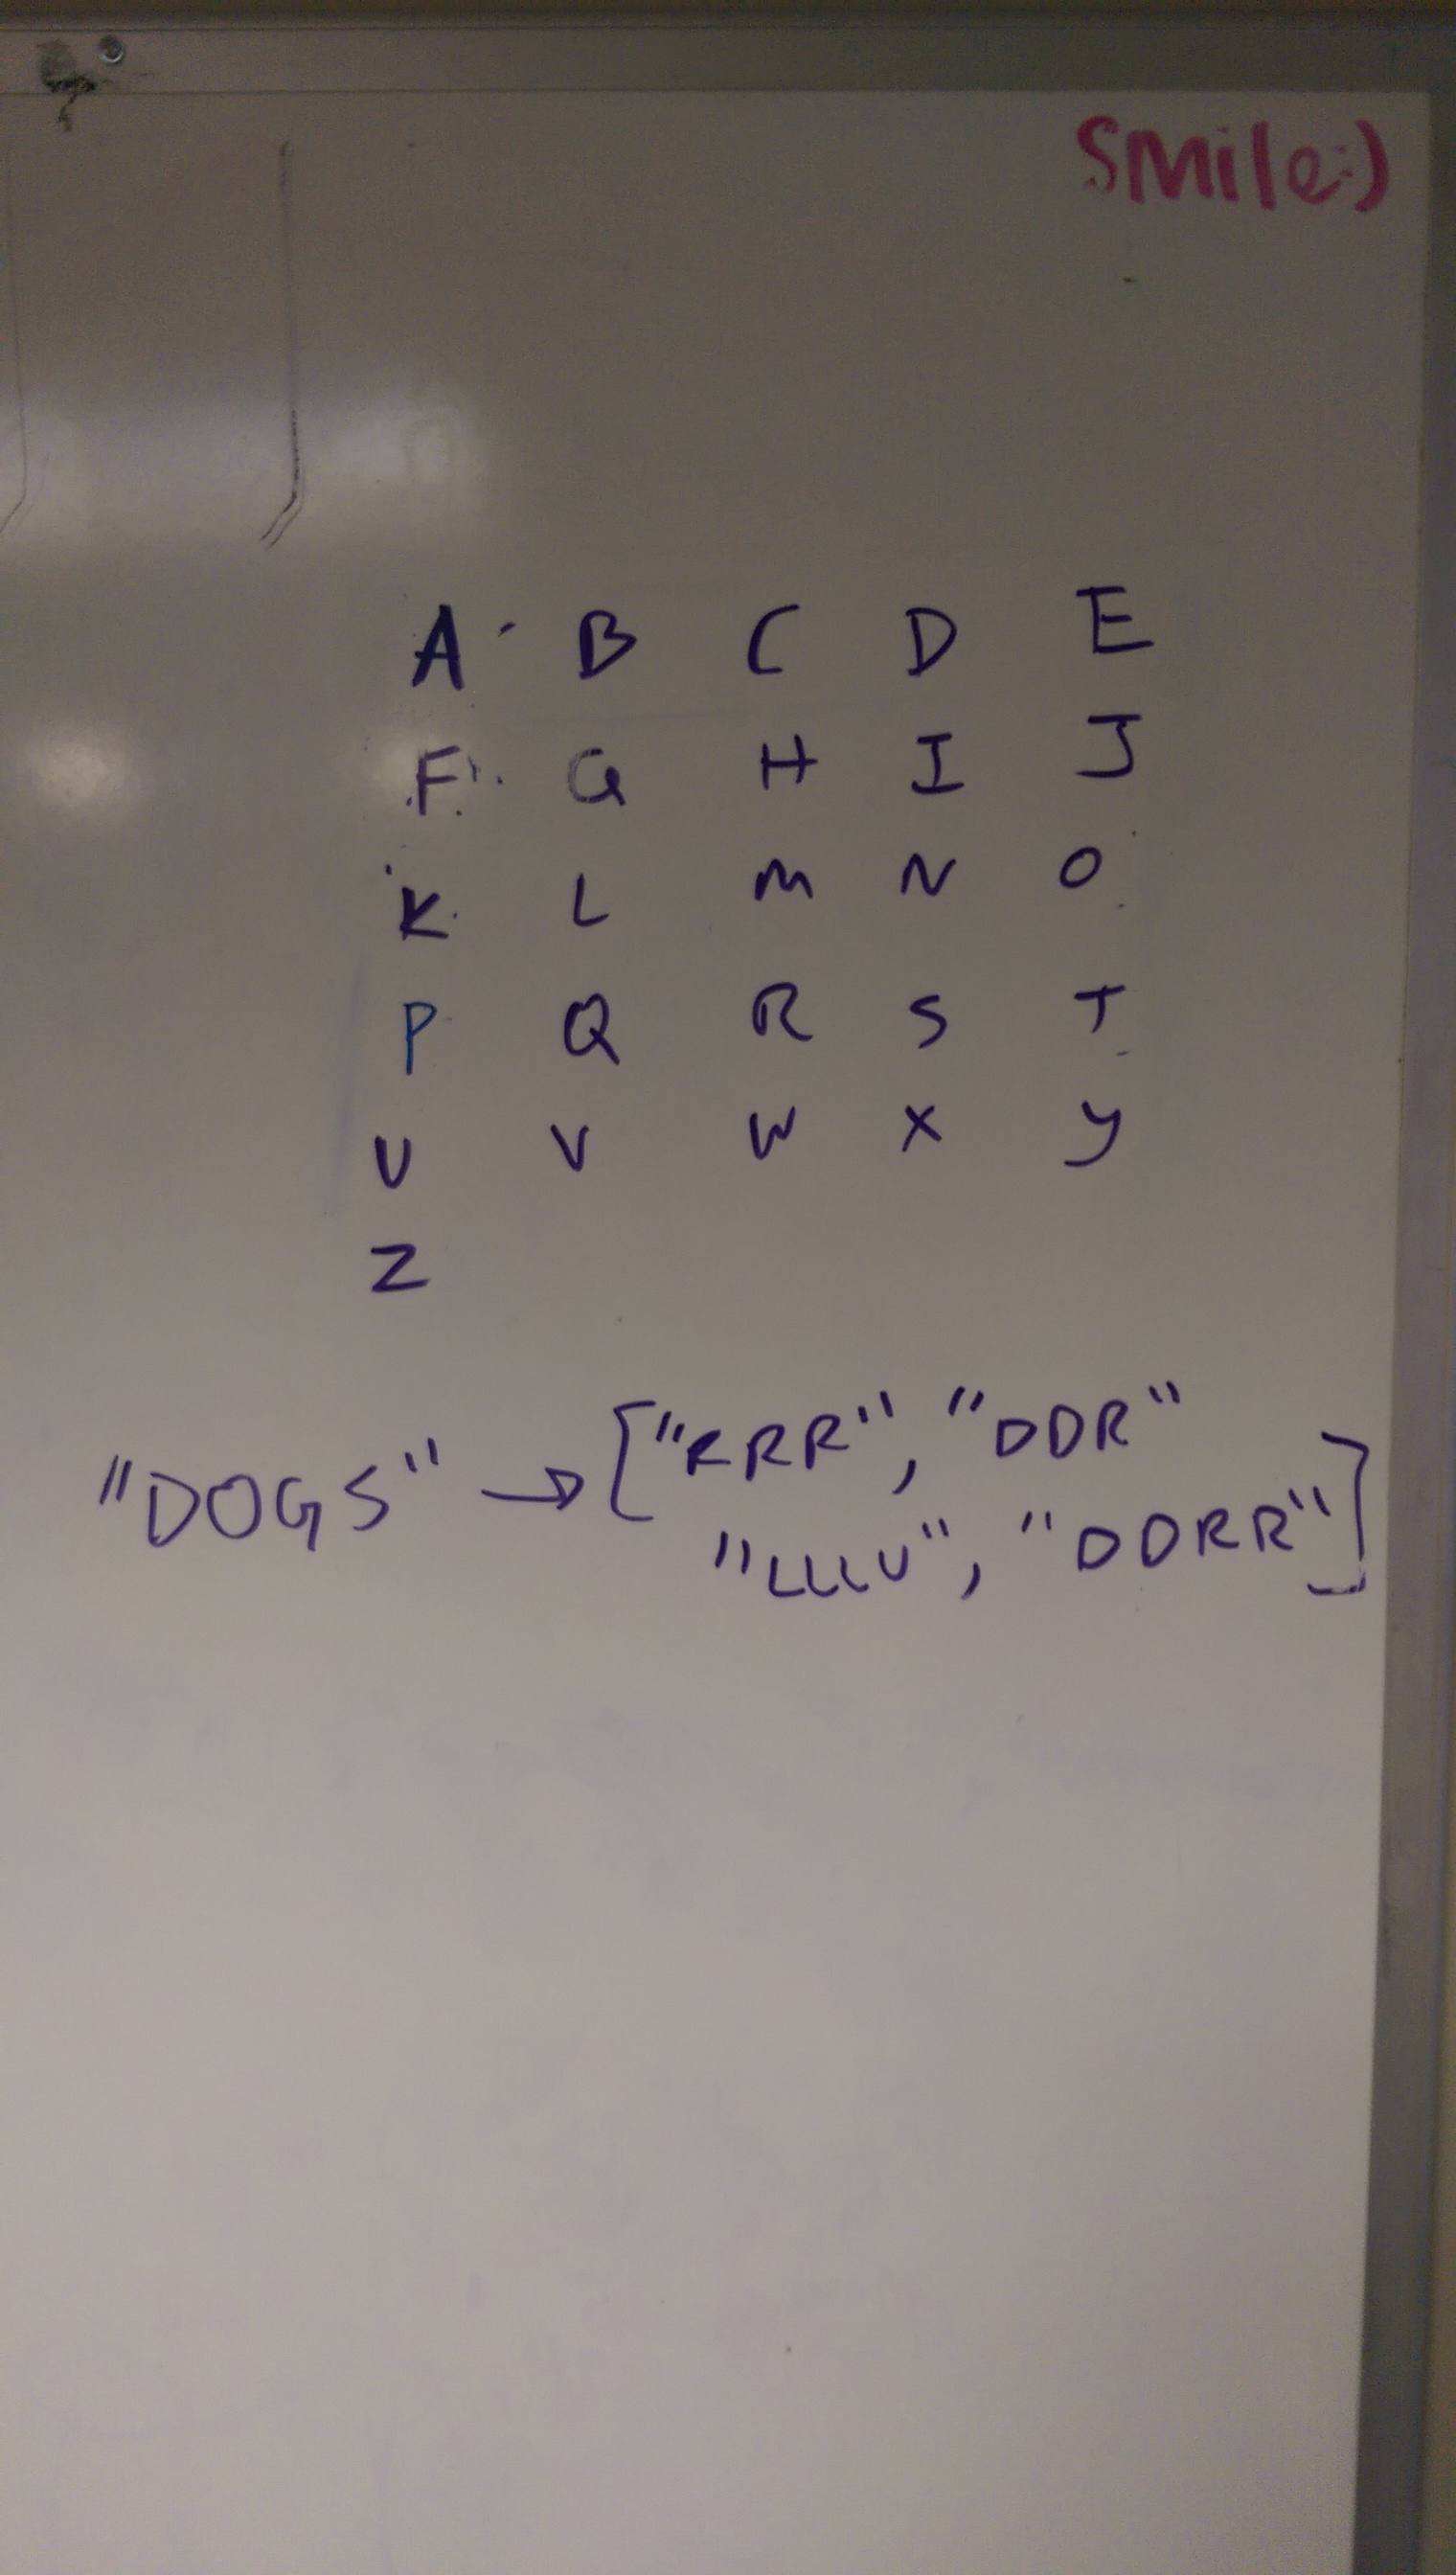 Smile:)
A B C D E
F G H I J
K L M N O
P Q R S T
U V W X Y
Z
"DOGS" → ["RRR", "DDR"
"LLLU", "DDRR"]